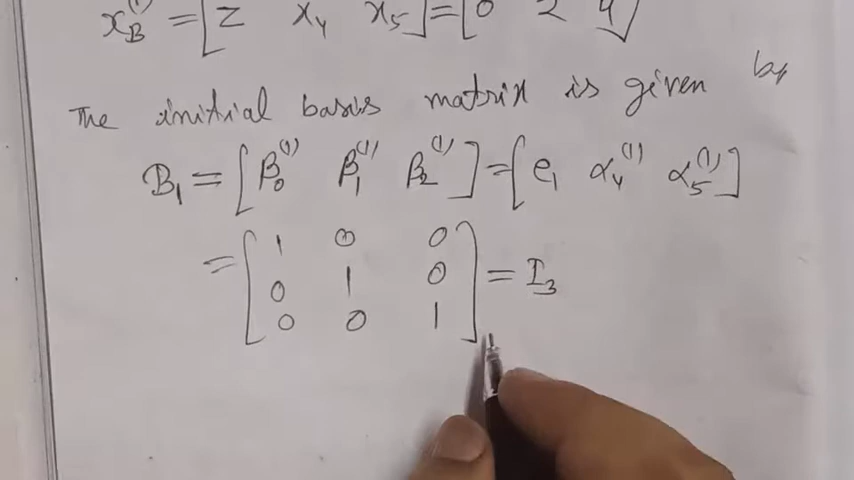 x_B^(1) = [Z x_4 x_5] = [0 2 4]
The initial basis matrix is given by
B_1 = [β_0^(1) β_1^(1) β_2^(1)] = [e_1 α_4^(1) α_5^(1)]
= [1 0 0
0 1 0 = I_3
0 0 1]